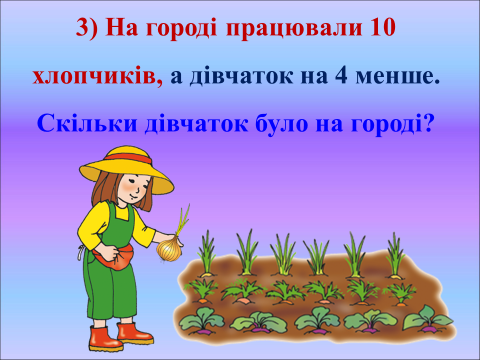 3) На городі працювали 10
хлопчиків, а дівчаток на 4 менше.
Скільки дівчаток було на городі?